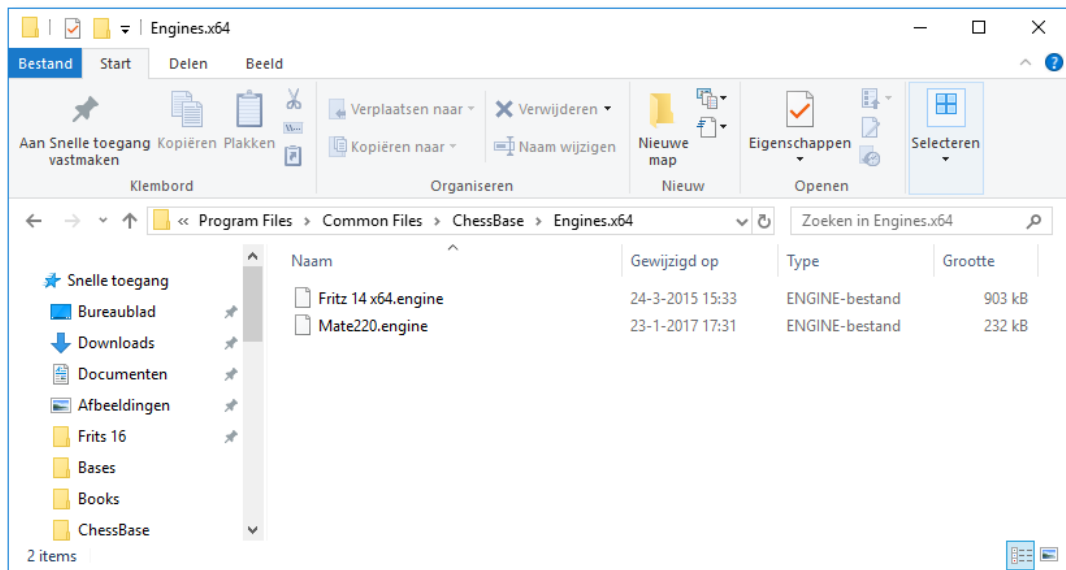 Engines.x64
Bestand Start Delen Beeld
Aan Snelle toegang vastmaken
Kopiëren
Plakken
Klembord
Verplaatsen naar
Kopiëren naar
Verwijderen
Naam wijzigen
Organiseren
Nieuwe map
Nieuw
Eigenschappen
Openen
Selecteren
« Program Files > Common Files > ChessBase > Engines.x64
Zoeken in Engines.x64
Snelle toegang
Bureaublad
Downloads
Documenten
Afbeeldingen
Frits 16
Bases
Books
ChessBase
Naam Gewijzigd op Type Grootte
Fritz 14 x64.engine 24-3-2015 15:33 ENGINE-bestand 903 kB
Mate220.engine 23-1-2017 17:31 ENGINE-bestand 232 kB
2 items